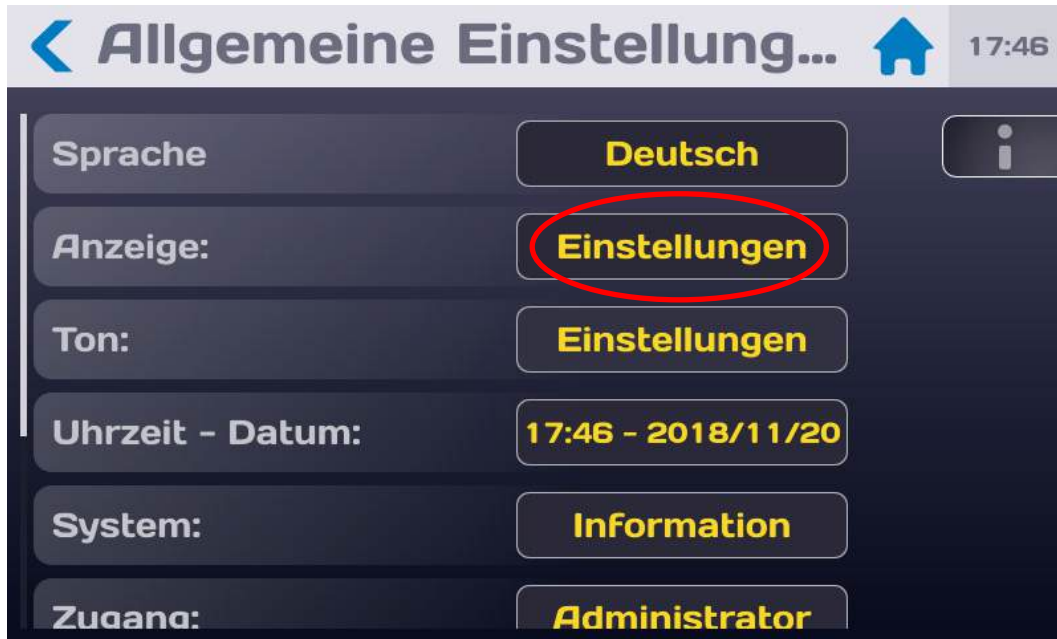 Allgemeine Einstellung... 17:46
Sprache Deutsch
Anzeige: Einstellungen
Ton: Einstellungen
Uhrzeit - Datum: 17:46 - 2018/11/20
System: Information
Zugang: Administrator